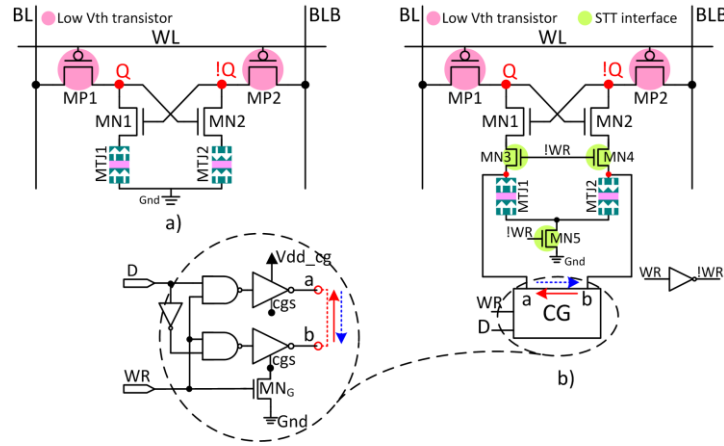 BL
Low Vth transistor
BLB
WL
MP1
Q
!Q
MP2
MN1
MN2
MTJ1
MTJ2
Gnd
a)
BL
Low Vth transistor
STT interface
BLB
WL
MP1
Q
!Q
MP2
MN1
MN2
MN3
!WR
MN4
MTJ1
MTJ2
!WR
MN5
Gnd
WR
!WR
a
b
WR
CG
D
b)
Vdd_cg
D
a
cgs
b
cgs
WR
MNG
Gnd